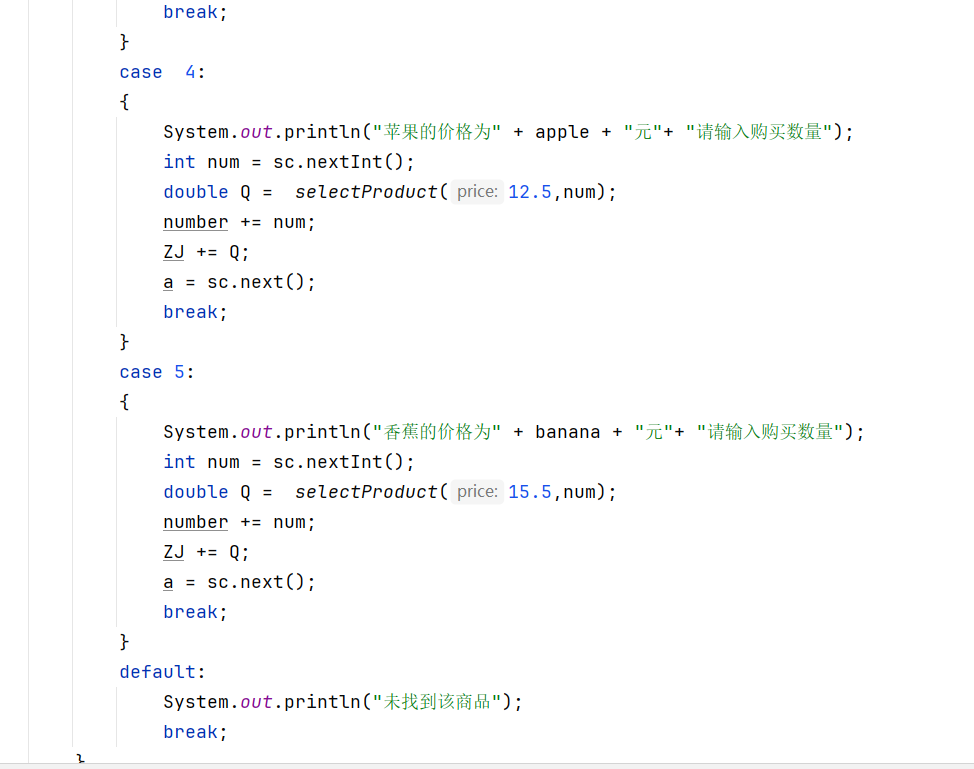 break;
}
case  4:
{
System.out.println("苹果的价格为" + apple + "元"+ "请输入购买数量");
int num = sc.nextInt();
double Q =  selectProduct( price: 12.5,num);
number += num;
ZJ += Q;
a = sc.next();
break;
}
case 5:
{
System.out.println("香蕉的价格为" + banana + "元"+ "请输入购买数量");
int num = sc.nextInt();
double Q =  selectProduct( price: 15.5,num);
number += num;
ZJ += Q;
a = sc.next();
break;
}
default:
System.out.println("未找到该商品");
break;
}